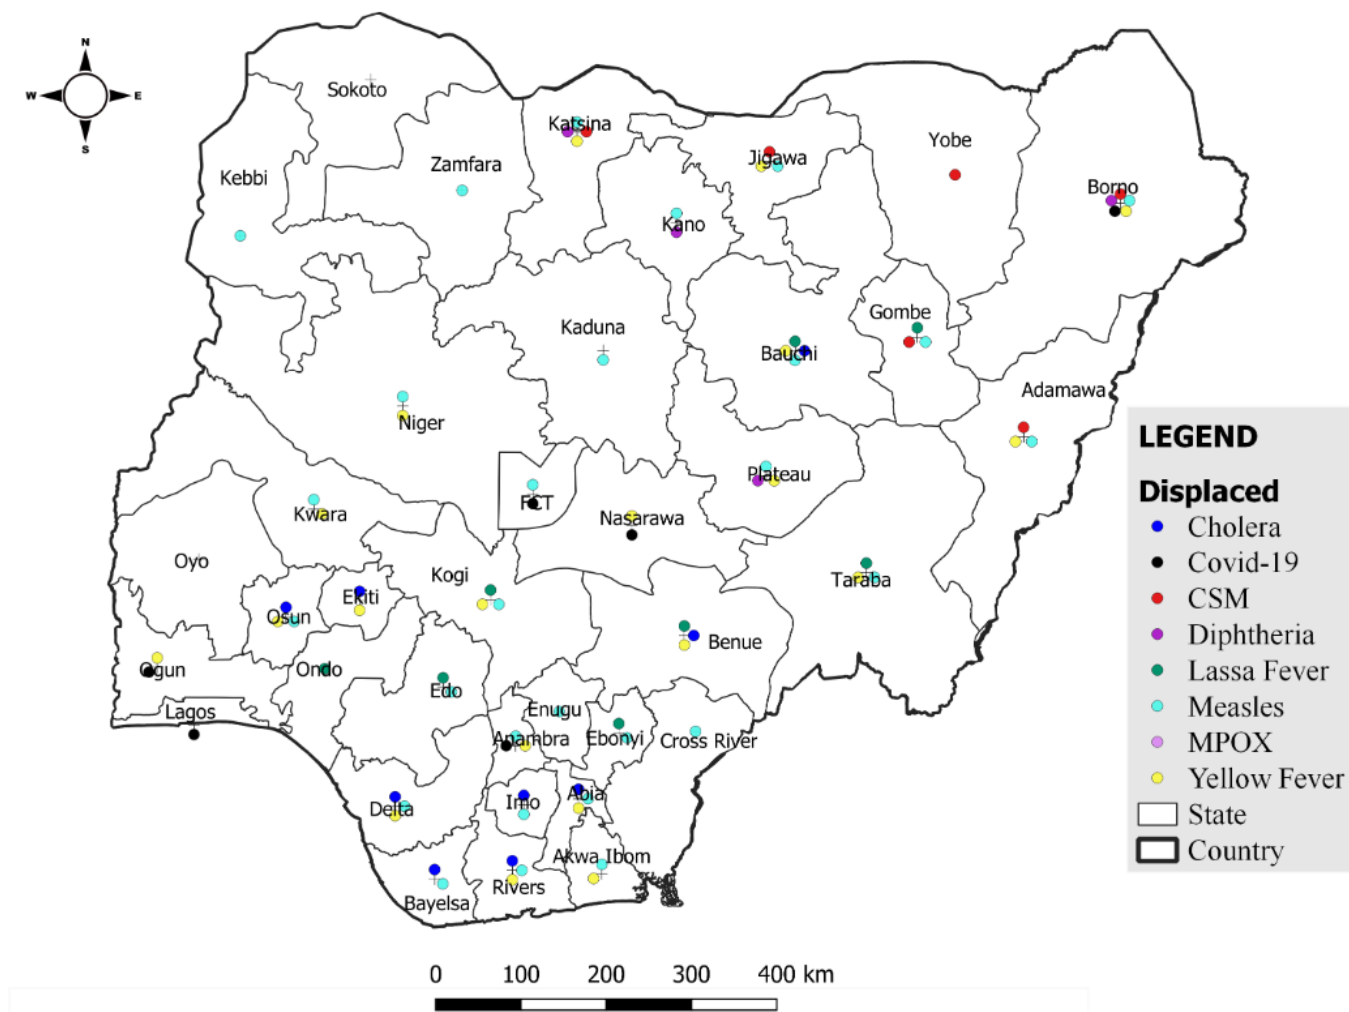 N
W
E
S
Sokoto
Katsina
Yobe
Jigawa
Zamfara
Kebbi
Borno
Kano
Gombe
Kaduna
Bauchi
Adamawa
Niger
LEGEND
Plateau
Displaced
FCT
Kwara
Nasarawa
Cholera
Oyo
Covid-19
Kogi
Taraba
Ekiti
CSM
Osun
Diphtheria
Benue
Ogun
Ondo
Lassa Fever
Edo
Measles
Lagos
Enugu
Anambra
Ebonyi
Cross River
MPOX
Yellow Fever
Delta
Imo
Abia
State
Akwa Ibom
Country
Rivers
Bayelsa
0 100 200 300 400 km